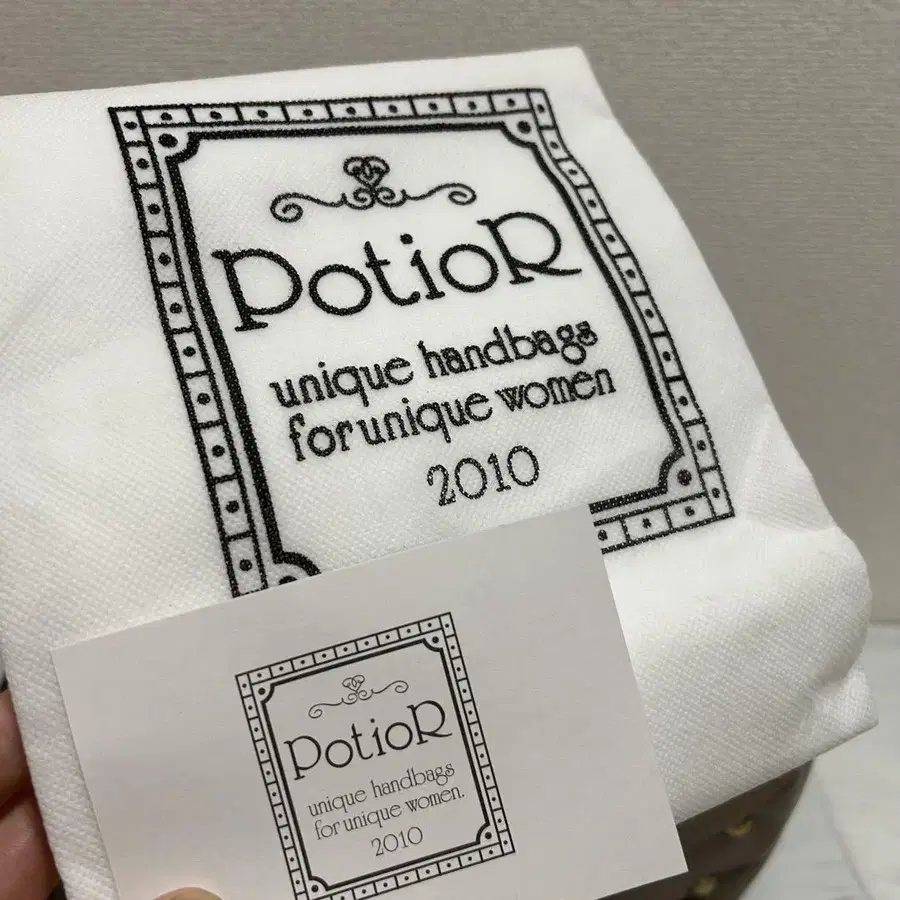 PotioR
unique handbags
for unique women
2010
PotioR
unique handbags
for unique women.
2010